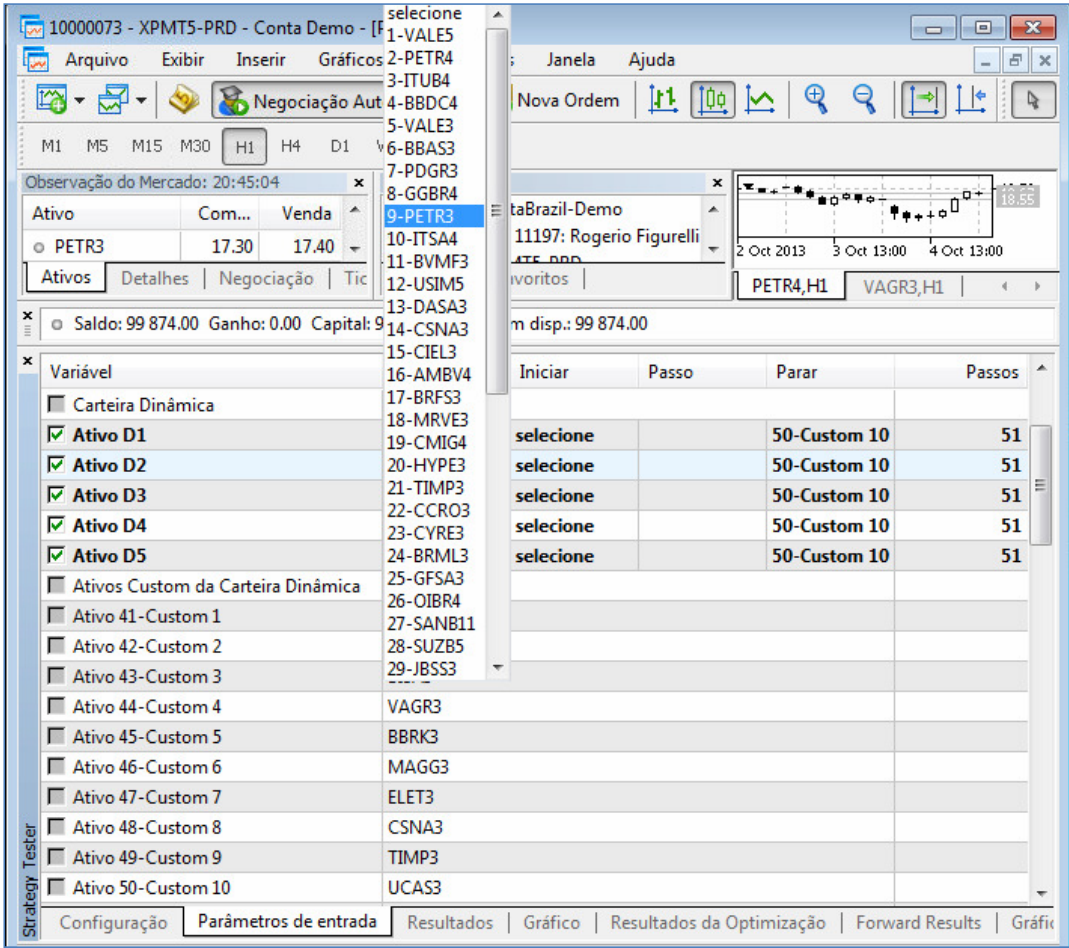 10000073 - XPMT5-PRD - Conta Demo - [
Arquivo Exibir Inserir Gráficos Janela Ajuda
Negociação Aut Nova Ordem
M1 M5 M15 M30 H1 H4 D1
Observação do Mercado: 20:45:04
Ativo Com... Venda
PETR3 17.30 17.40
Ativos Detalhes Negociação Tic
taBrazil-Demo
11197: Rogerio Figurelli
avoritos
18.55
2 Oct 2013 3 Oct 13:00 4 Oct 13:00
PETR4,H1 VAGR3,H1
Saldo: 99 874.00 Ganho: 0.00 Capital: 9
m disp.: 99 874.00
selecione
1-VALE5
2-PETR4
3-ITUB4
4-BBDC4
5-VALE3
6-BBAS3
7-PDGR3
8-GGBR4
9-PETR3
10-ITSA4
11-BVMF3
12-USIM5
13-DASA3
14-CSNA3
15-CIEL3
16-AMBV4
17-BRFS3
18-MRVE3
19-CMIG4
20-HYPE3
21-TIMP3
22-CCRO3
23-CYRE3
24-BRML3
25-GFSA3
26-OIBR4
27-SANB11
28-SUZB5
29-JBSS3
Variável Iniciar Passo Parar Passos
Carteira Dinâmica
Ativo D1 selecione 50-Custom 10 51
Ativo D2 selecione 50-Custom 10 51
Ativo D3 selecione 50-Custom 10 51
Ativo D4 selecione 50-Custom 10 51
Ativo D5 selecione 50-Custom 10 51
Ativos Custom da Carteira Dinâmica
Ativo 41-Custom 1
Ativo 42-Custom 2
Ativo 43-Custom 3
Ativo 44-Custom 4 VAGR3
Ativo 45-Custom 5 BBRK3
Ativo 46-Custom 6 MAGG3
Ativo 47-Custom 7 ELET3
Ativo 48-Custom 8 CSNA3
Ativo 49-Custom 9 TIMP3
Ativo 50-Custom 10 UCAS3
Strategy Tester
Configuração Parâmetros de entrada Resultados Gráfico Resultados da Optimização Forward Results Gráfic